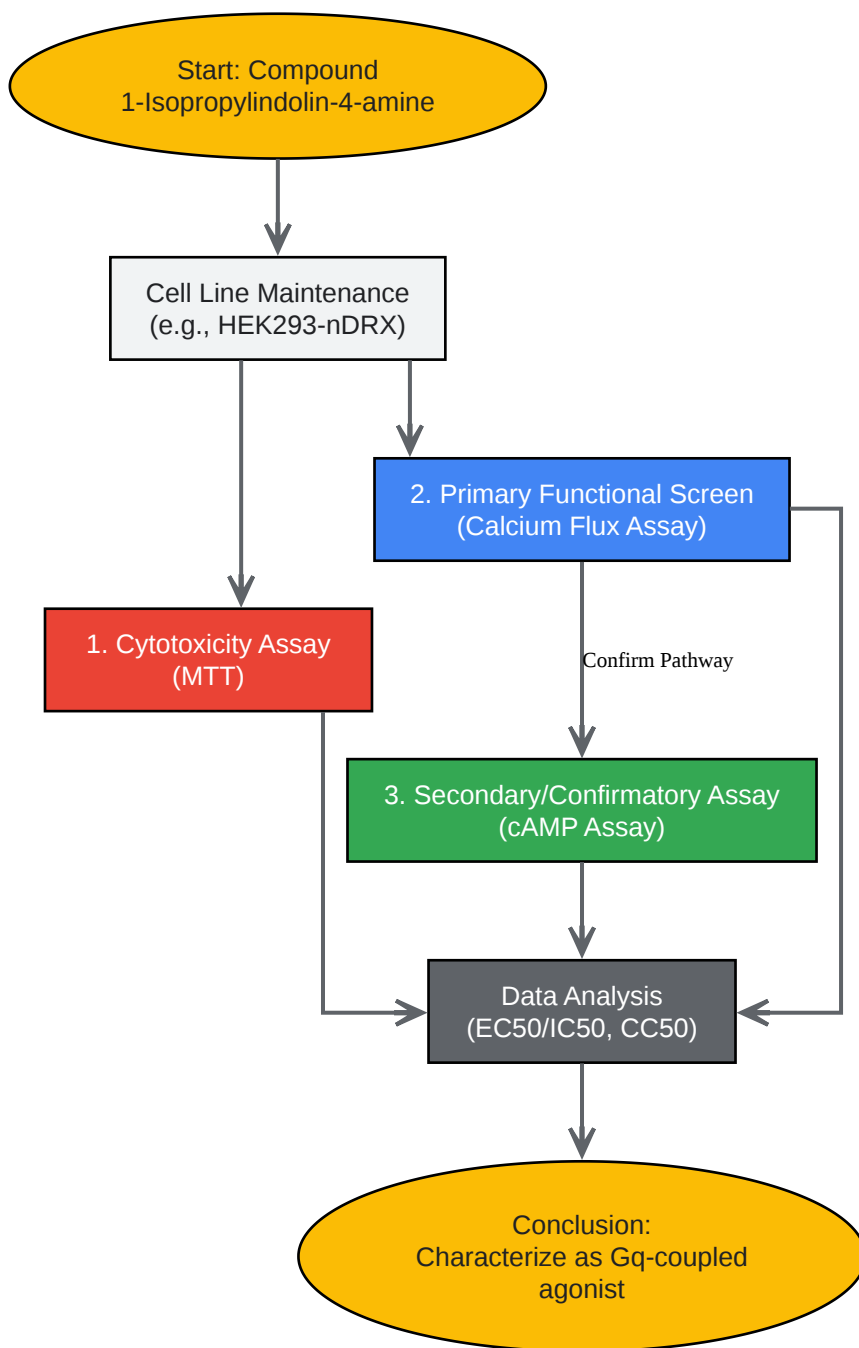 Start: Compound
1-Isopropylindolin-4-amine
Cell Line Maintenance
(e.g., HEK293-nDRX)
2. Primary Functional Screen
(Calcium Flux Assay)
1. Cytotoxicity Assay
(MTT)
Confirm Pathway
3. Secondary/Confirmatory Assay
(cAMP Assay)
Data Analysis
(EC50/IC50, CC50)
Conclusion:
Characterize as Gq-coupled
agonist